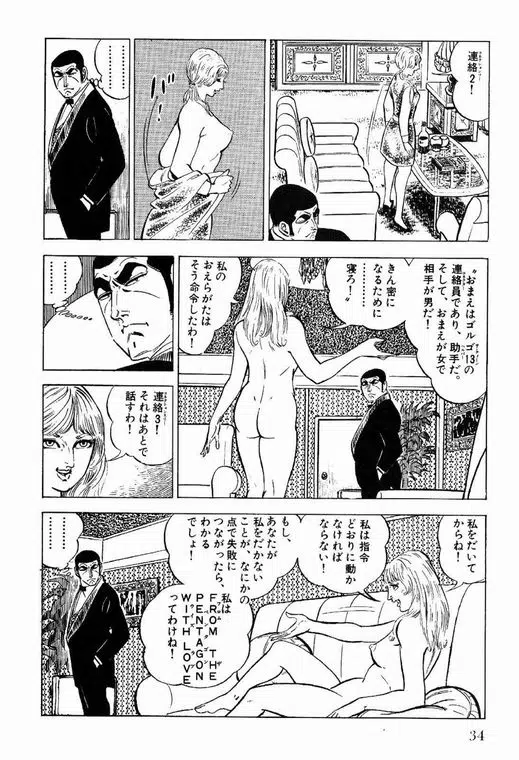 連絡2!
…………
…………
“おまえはゴルゴ13の
連絡員であり、助手だ。
そして、おまえが女で
相手が男だ!
きん密に
なるために
寝ろ!”
私の
おえらがたは
そう命令したわ!
…………
…………
連絡3!
それはあとで
話すわ!
私をだいて
からね!
私は指令
どおりに動か
なければ
ならない!
もし、
あなたが
私をだかない
ことが、なにかの
点で失敗に
つながったら、
わかる
でしょ!
私は
FROM THE
PENTAGON
WITH LOVE
ってわけね!
…………
…………
34